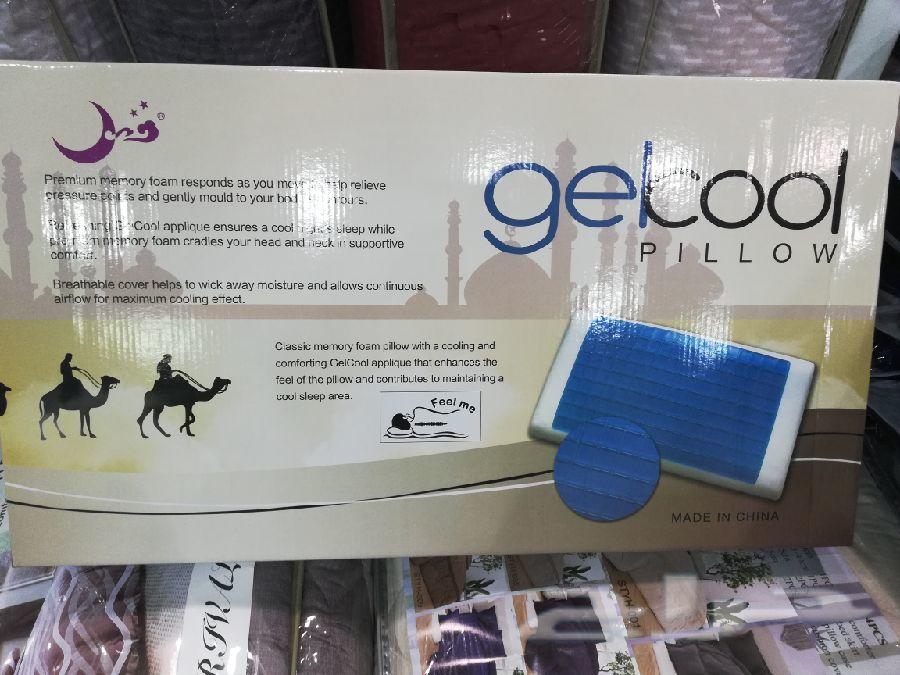 Premium memory foam responds as you move to help relieve
pressure points and gently mould to your body contours.
Refreshing GelCool applique ensures a cool night's sleep while
premium memory foam cradles your head and neck in supportive
comfort.
Breathable cover helps to wick away moisture and allows continuous
airflow for maximum cooling effect.
gelcool
PILLOW
Classic memory foam pillow with a cooling and
comforting GelCool applique that enhances the
feel of the pillow and contributes to maintaining a
cool sleep area.
Feel me
MADE IN CHINA